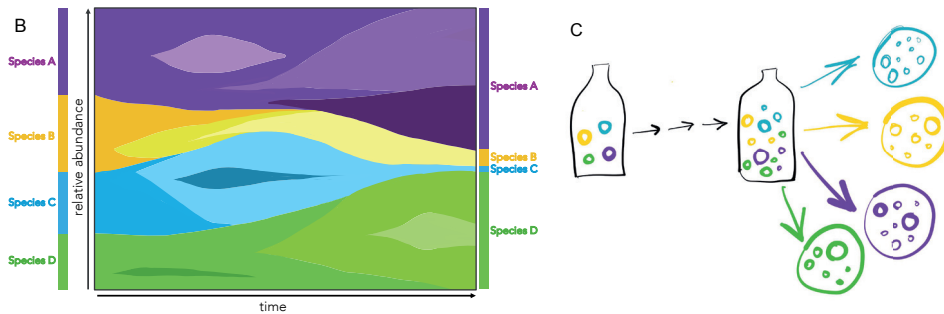 B
Species A
Species B
Species C
Species D
relative abundance
time
Species A
Species B
Species C
Species D
C